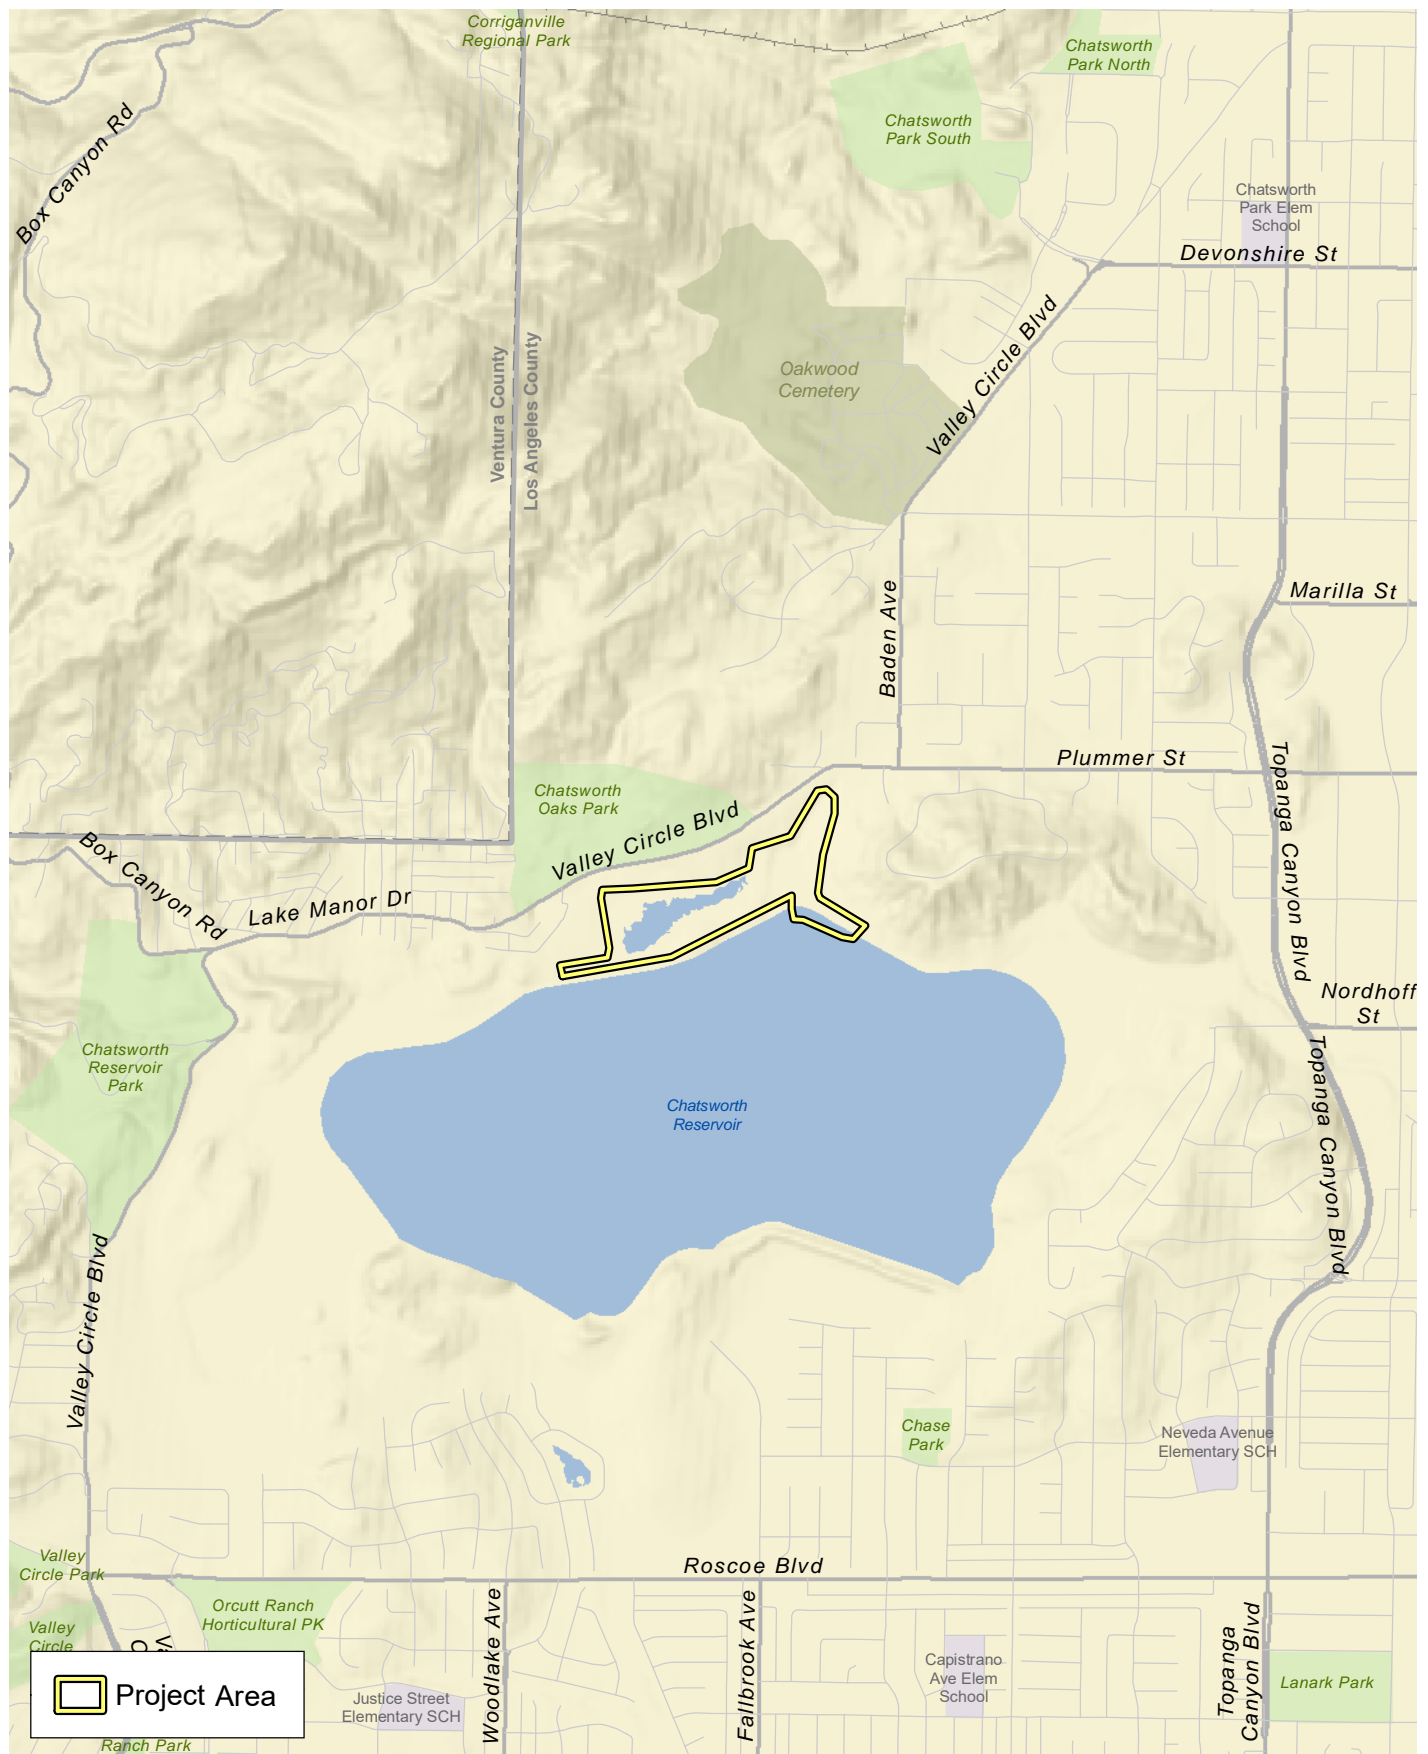 Corriganville
Regional Park
Chatsworth
Park North
Box Canyon Rd
Chatsworth
Park South
Chatsworth
Park Elem
School
Devonshire St
Valley Circle Blvd
Oakwood
Cemetery
Ventura County
Los Angeles County
Marilla St
Baden Ave
Plummer St
Topanga Canyon Blvd
Chatsworth
Oaks Park
Valley Circle Blvd
Box Canyon Rd
Lake Manor Dr
Nordhoff
St
Chatsworth
Reservoir
Park
Topanga Canyon Blvd
Chatsworth
Reservoir
Valley Circle Blvd
Chase
Park
Neveda Avenue
Elementary SCH
Valley
Circle Park
Roscoe Blvd
Orcutt Ranch
Horticultural PK
Woodlake Ave
Fallbrook Ave
Topanga
Canyon Blvd
Valley
Circle
Capistrano
Ave Elem
School
Lanark Park
Project Area
Justice Street
Elementary SCH
Ranch Park